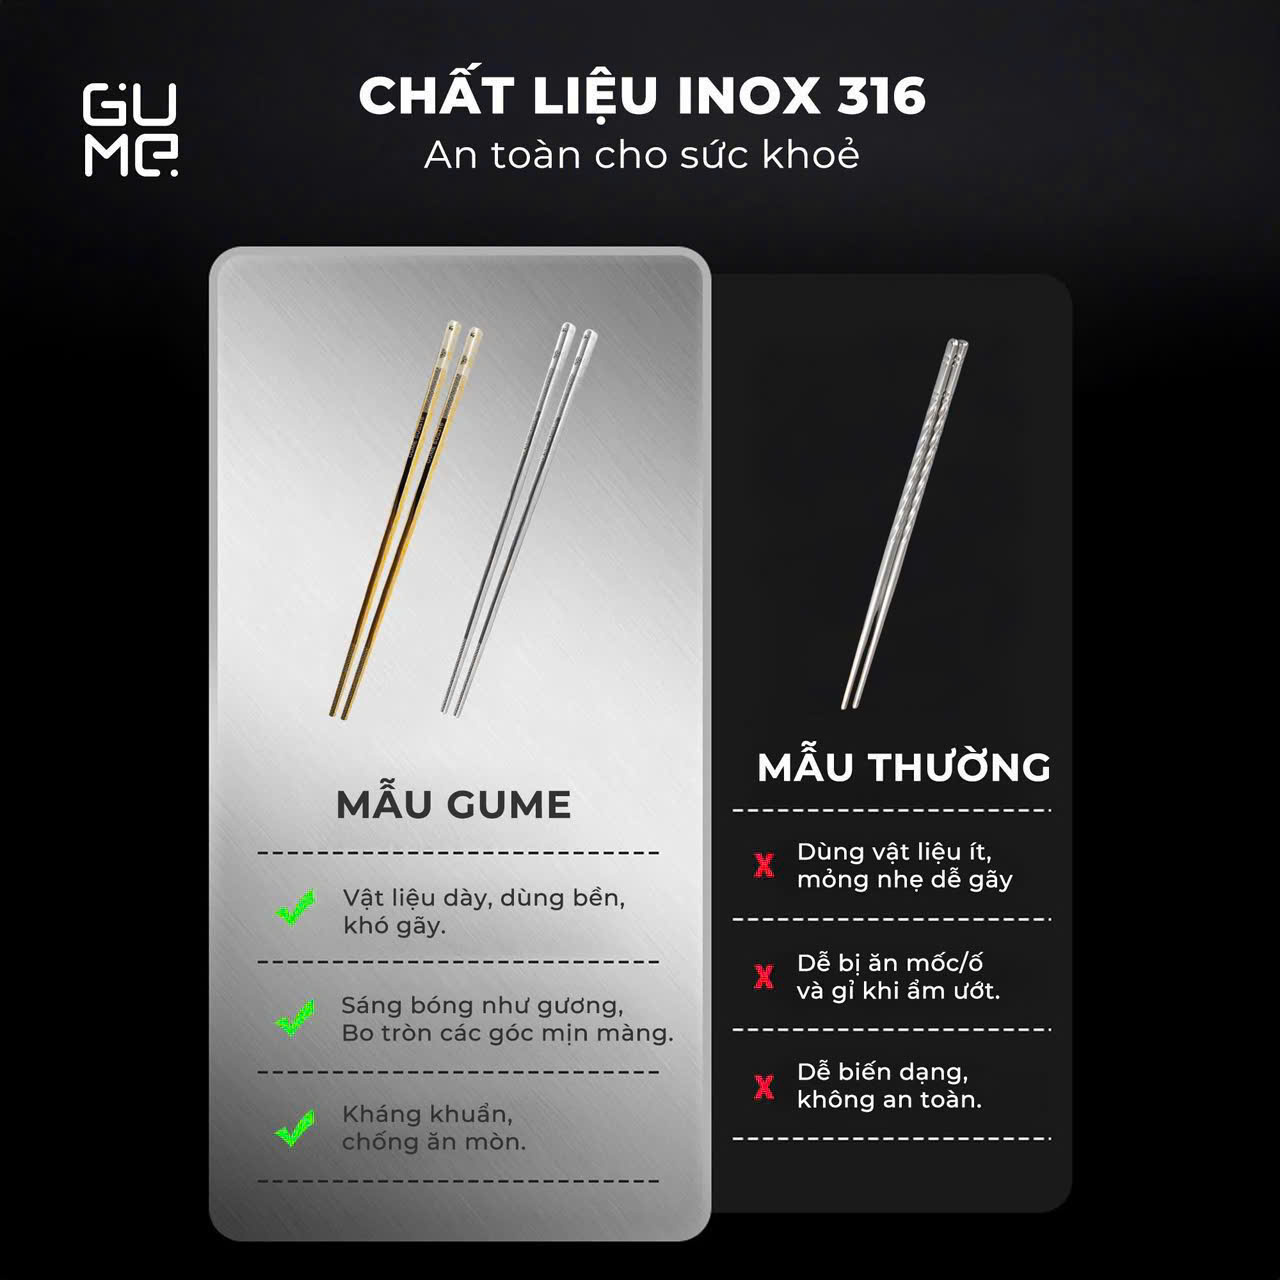 GUME.
CHẤT LIỆU INOX 316
An toàn cho sức khoẻ
MẪU GUME
Vật liệu dày, dùng bền,
khó gãy.
Sáng bóng như gương,
Bo tròn các góc mịn màng.
Kháng khuẩn,
chống ăn mòn.
MẪU THƯỜNG
X Dùng vật liệu ít,
mỏng nhẹ dễ gãy
X Dễ bị ăn mốc/ố
và gỉ khi ẩm ướt.
X Dễ biến dạng,
không an toàn.